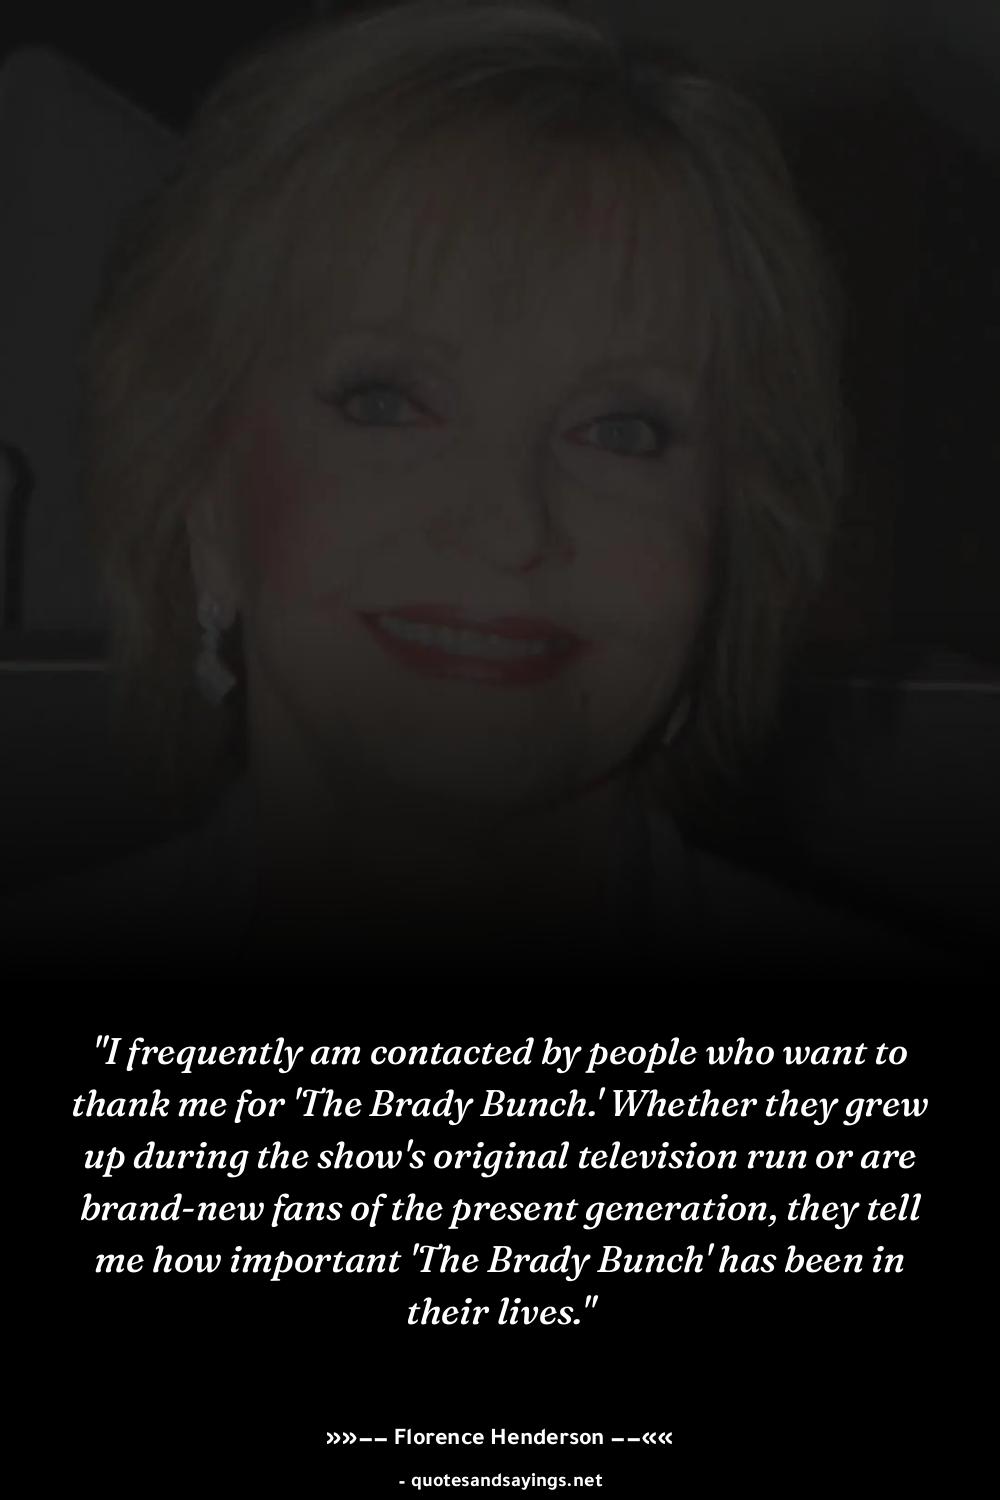 "I frequently am contacted by people who want to
thank me for 'The Brady Bunch.' Whether they grew
up during the show's original television run or are
brand-new fans of the present generation, they tell
me how important 'The Brady Bunch' has been in
their lives."
»»–– Florence Henderson ––««
- quotesandsayings.net